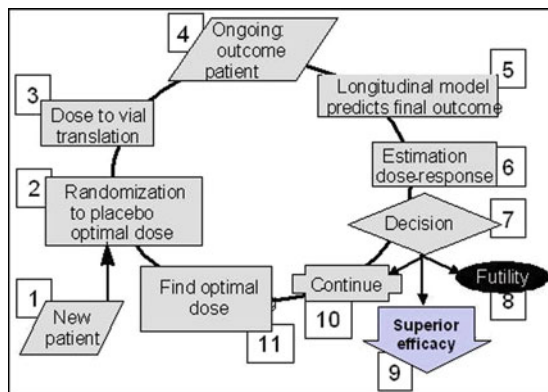 4
Ongoing:
outcome
patient
5
Longitudinal model
predicts final outcome
3
Dose to vial
translation
6
Estimation
dose-response
2
Randomization
to placebo
optimal dose
7
Decision
1
New
patient
Find optimal
dose
11
Continue
10
Futility
8
Superior
efficacy
9